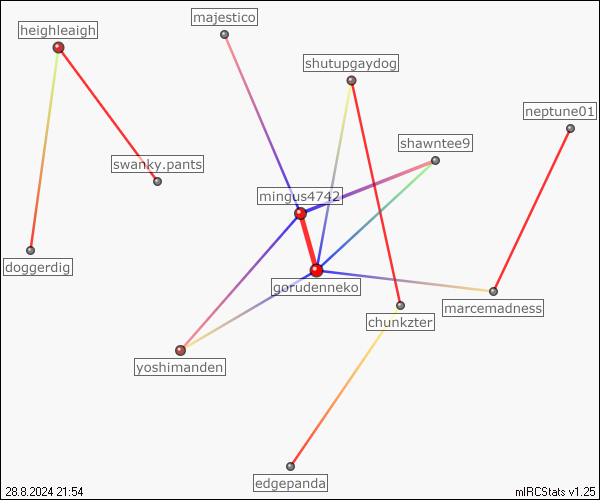 majestico
heighleaigh
shutupgaydog
neptune01
shawntee9
swanky.pants
mingus4742
doggerdig
gorudenneko
marcemadness
chunkzter
yoshimanden
edgepanda
28.8.2024 21:54
mIRCStats v1.25